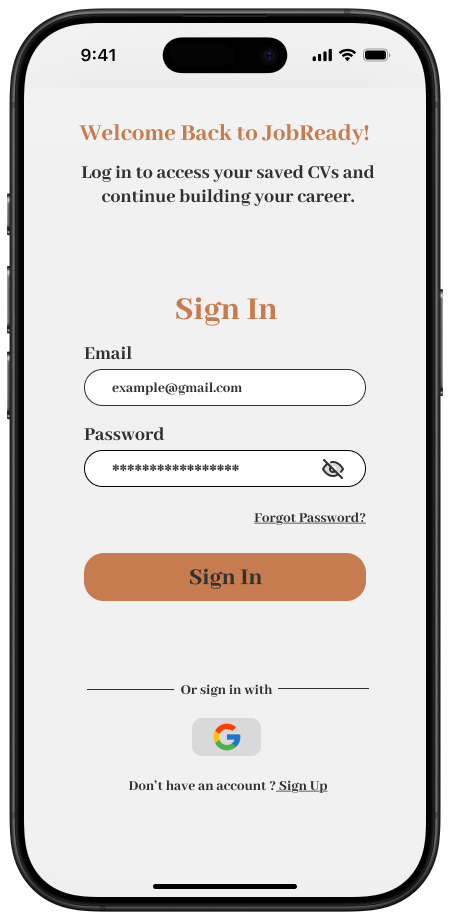 9:41
Welcome Back to JobReady!
Log in to access your saved CVs and
continue building your career.
Sign In
Email
example@gmail.com
Password
*****************
Forgot Password?
Sign In
Or sign in with
Don't have an account ? Sign Up